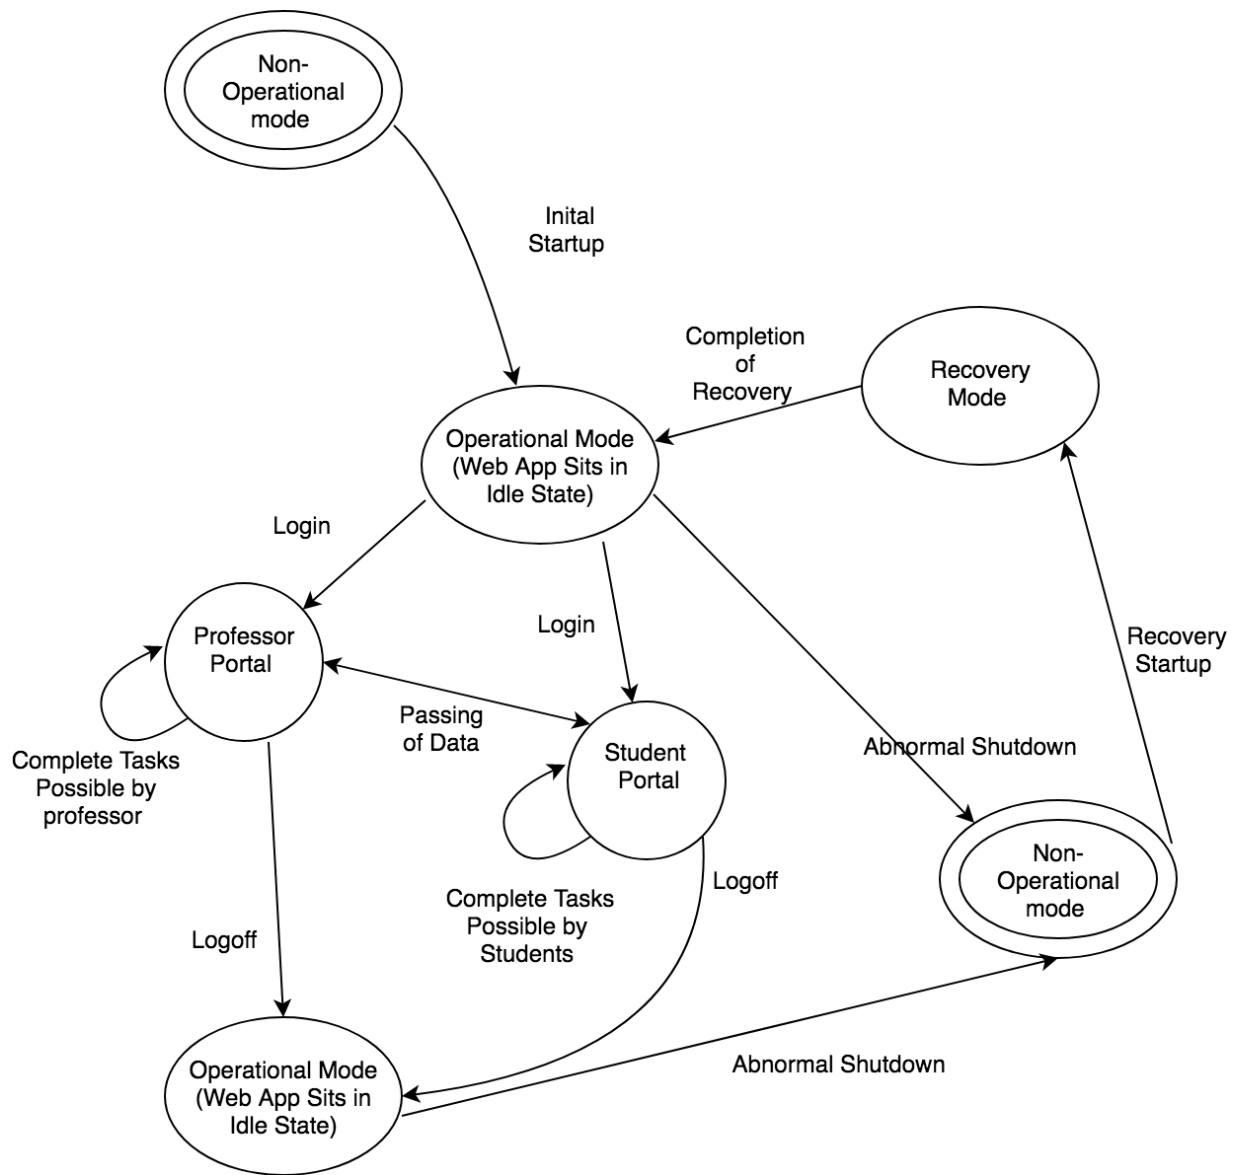 Non-
Operational
mode
Inital
Startup
Completion
of
Recovery
Recovery
Mode
Operational Mode
(Web App Sits in
Idle State)
Login
Login
Professor
Portal
Recovery
Startup
Passing
of Data
Student
Portal
Abnormal Shutdown
Complete Tasks
Possible by
professor
Non-
Operational
mode
Logoff
Complete Tasks
Possible by
Students
Logoff
Operational Mode
(Web App Sits in
Idle State)
Abnormal Shutdown